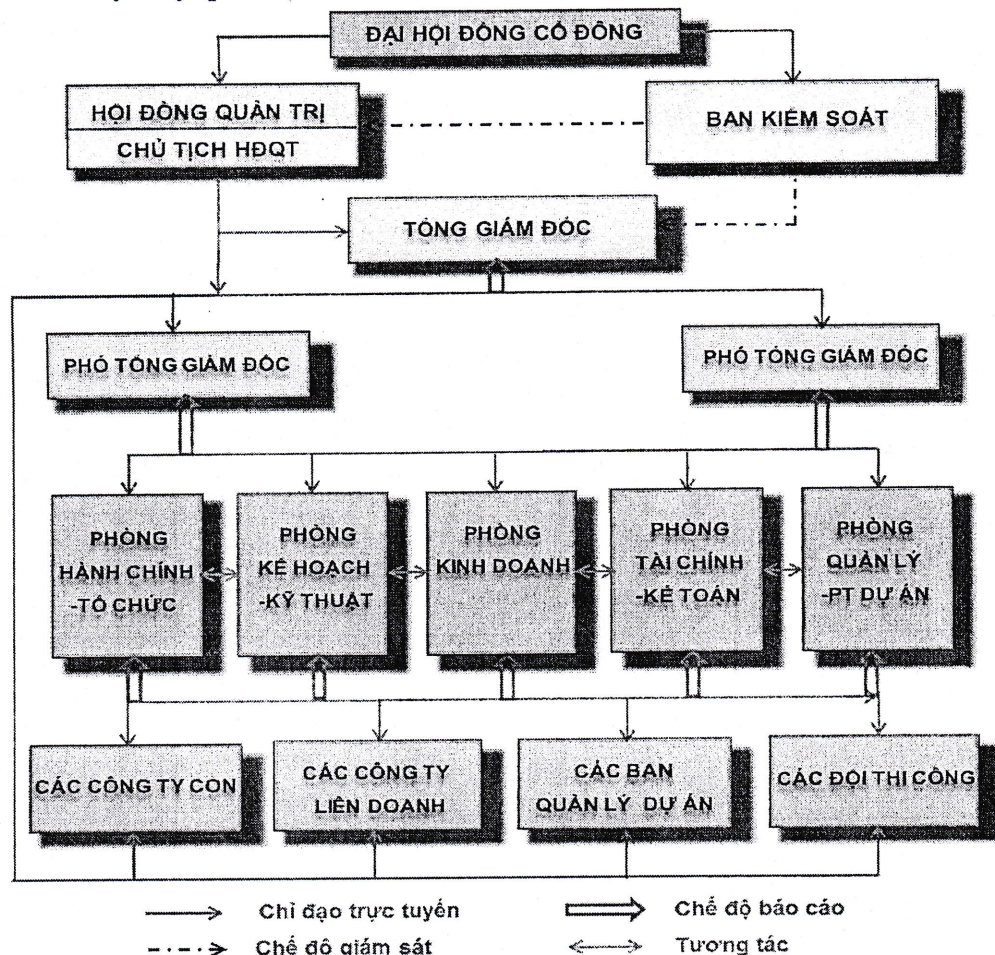 ĐẠI HỘI ĐỒNG CỔ ĐÔNG
HỘI ĐỒNG QUẢN TRỊ
CHỦ TỊCH HĐQT
BAN KIỂM SOÁT
TỔNG GIÁM ĐỐC
PHÓ TỔNG GIÁM ĐỐC
PHÓ TỔNG GIÁM ĐỐC
PHÒNG
HÀNH CHÍNH
-TỔ CHỨC
PHÒNG
KẾ HOẠCH
-KỸ THUẬT
PHÒNG
KINH DOANH
PHÒNG
TÀI CHÍNH
-KẾ TOÁN
PHÒNG
QUẢN LÝ
-PT DỰ ÁN
CÁC CÔNG TY CON
CÁC CÔNG TY
LIÊN DOANH
CÁC BAN
QUẢN LÝ DỰ ÁN
CÁC ĐỘI THI CÔNG
Chỉ đạo trực tuyến
Chế độ báo cáo
Chế độ giám sát
Tương tác